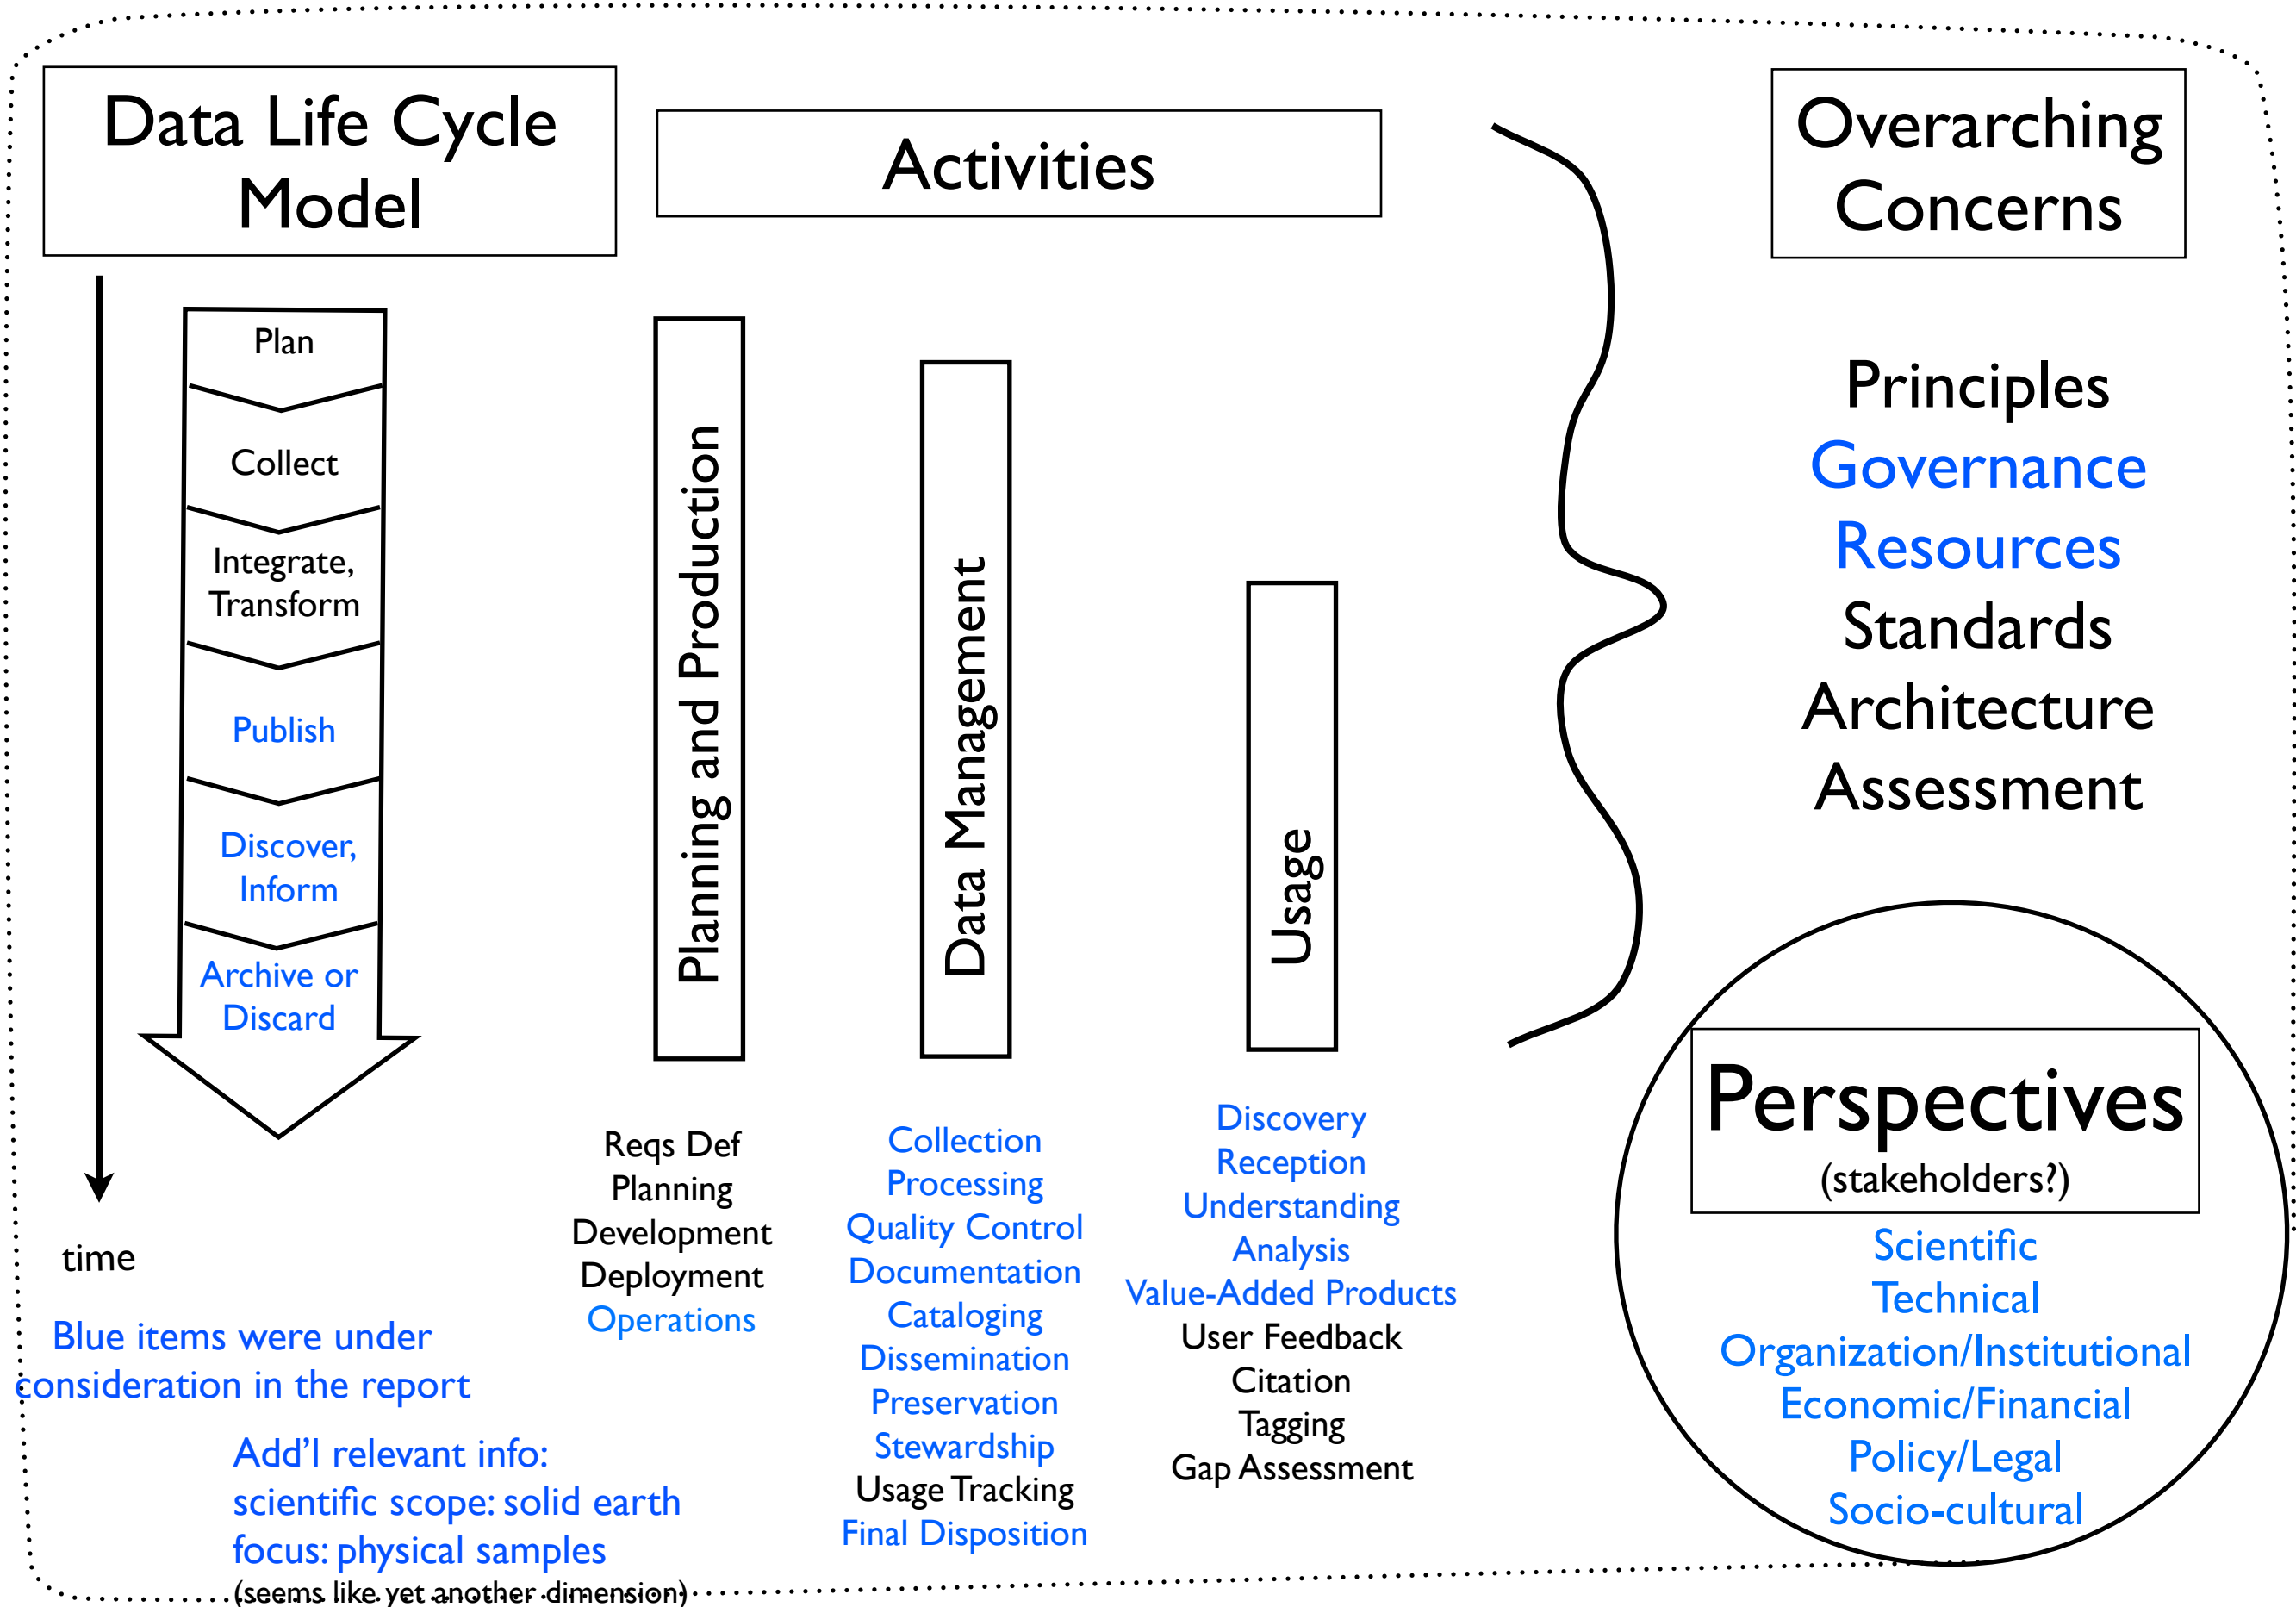 Data Life Cycle
Model
Activities
Overarching
Concerns
Plan
Collect
Integrate,
Transform
Publish
Discover,
Inform
Archive or
Discard
time
Planning and Production
Data Management
Usage
Reqs Def
Planning
Development
Deployment
Operations
Collection
Processing
Quality Control
Documentation
Cataloging
Dissemination
Preservation
Stewardship
Usage Tracking
Final Disposition
Discovery
Reception
Understanding
Analysis
Value-Added Products
User Feedback
Citation
Tagging
Gap Assessment
Principles
Governance
Resources
Standards
Architecture
Assessment
Perspectives
(stakeholders?)
Scientific
Technical
Organization/Institutional
Economic/Financial
Policy/Legal
Socio-cultural
Blue items were under
consideration in the report
Add'l relevant info:
scientific scope: solid earth
focus: physical samples
(seems like yet another dimension)